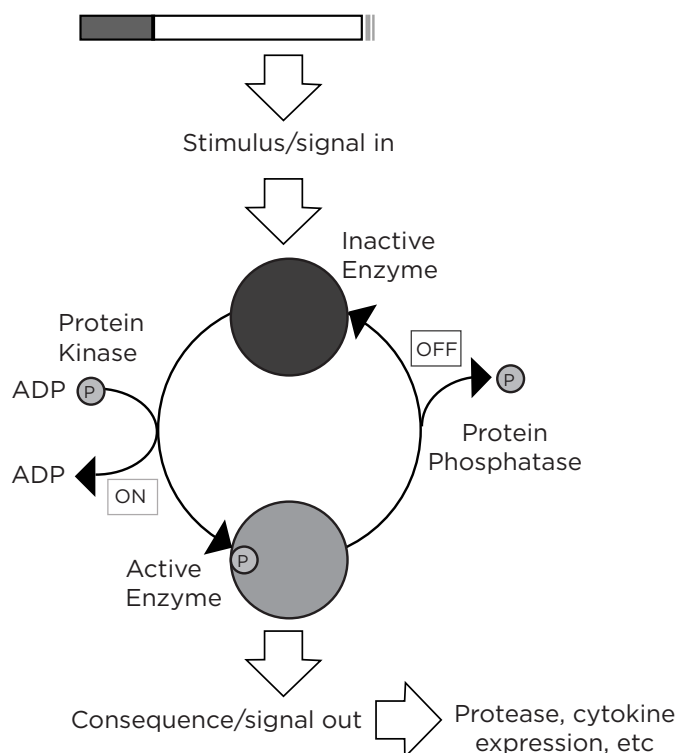 Stimulus/signal in
Inactive
Enzyme
Protein
Kinase
OFF
ADP P
P
Protein
Phosphatase
ADP
ON
P
Active
Enzyme
Consequence/signal out
Protease, cytokine
expression, etc